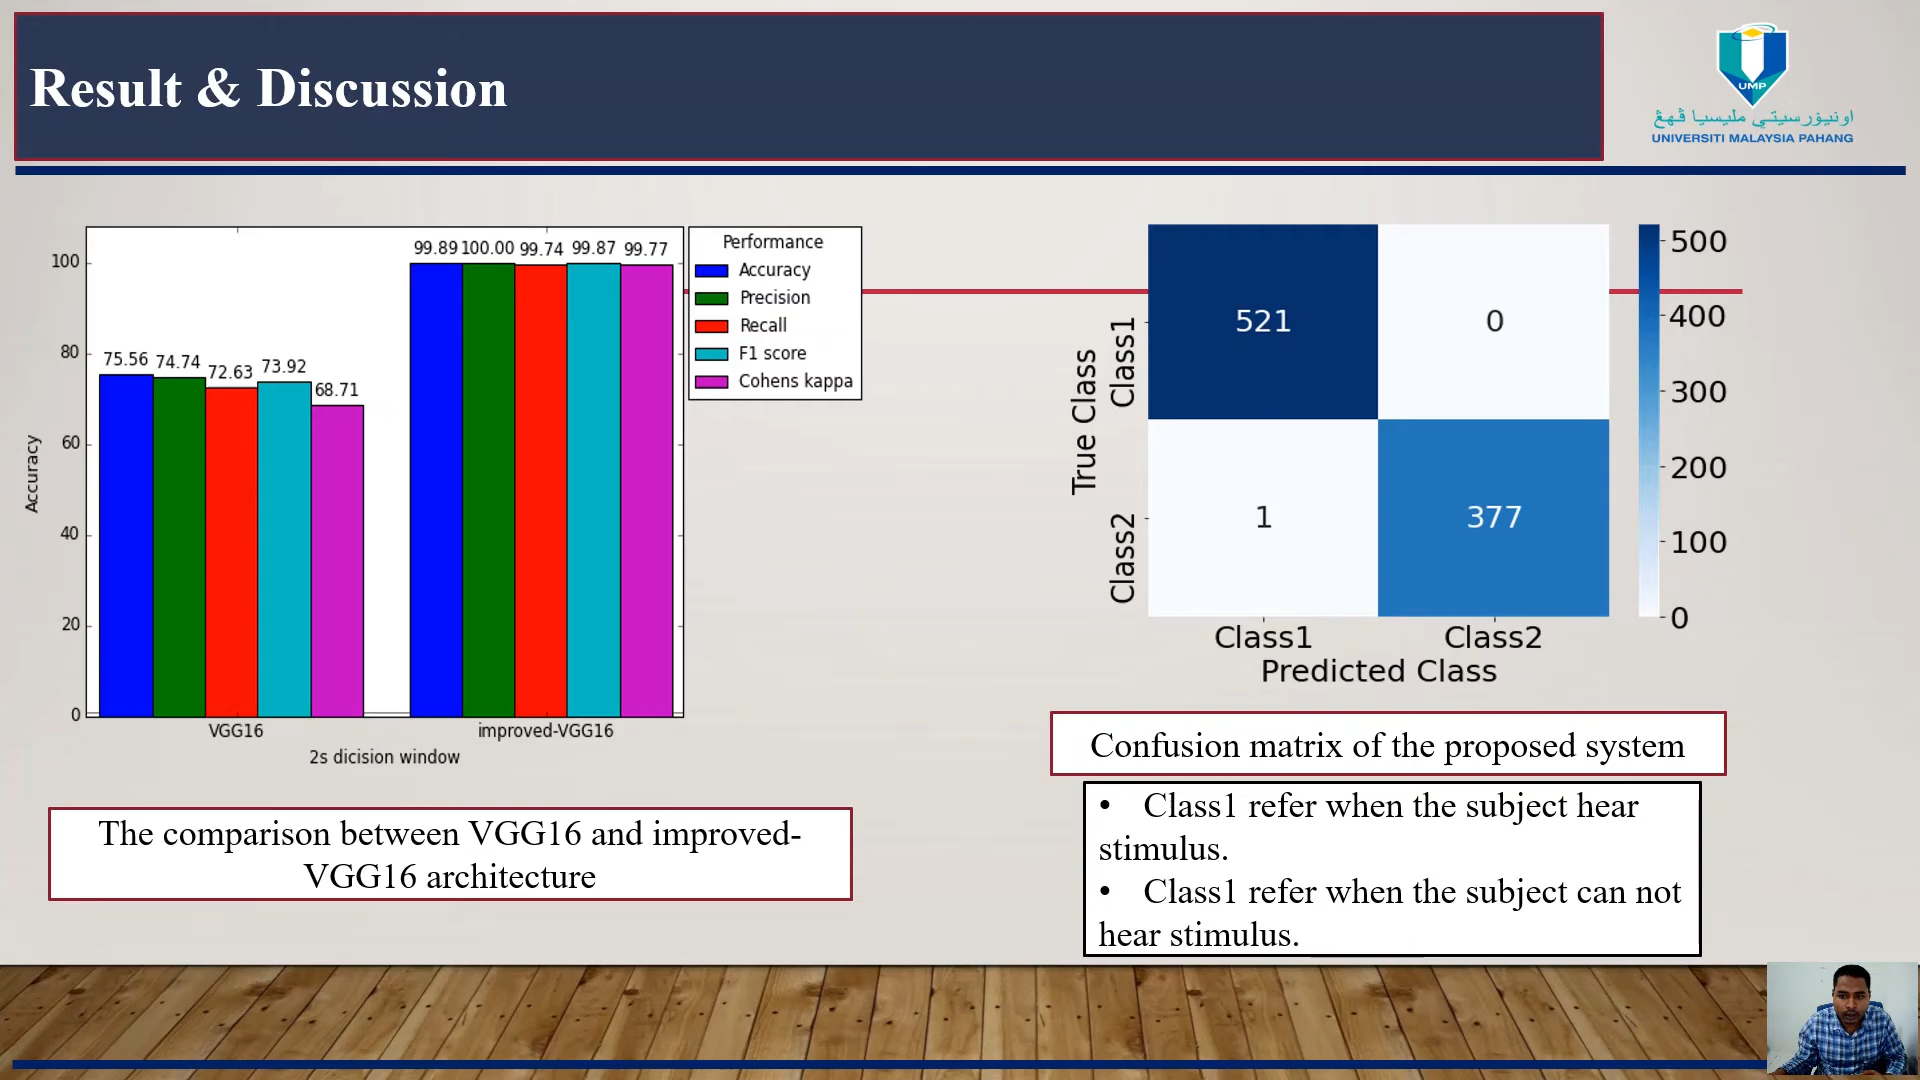 Result & Discussion
UMP
اونيۏرسيتي مليسيا ڤهڠ
UNIVERSITI MALAYSIA PAHANG
99.89 100.00 99.74 99.87 99.77
75.56 74.74 72.63 73.92 68.71
100
80
60
40
20
0
Accuracy
VGG16 improved-VGG16
2s dicision window
Performance
Accuracy
Precision
Recall
F1 score
Cohens kappa
The comparison between VGG16 and improved-
VGG16 architecture
True Class
Class1
Class2
521 0
1 377
Class1 Class2
Predicted Class
500
400
300
200
100
0
Confusion matrix of the proposed system
• Class1 refer when the subject hear
stimulus.
• Class1 refer when the subject can not
hear stimulus.